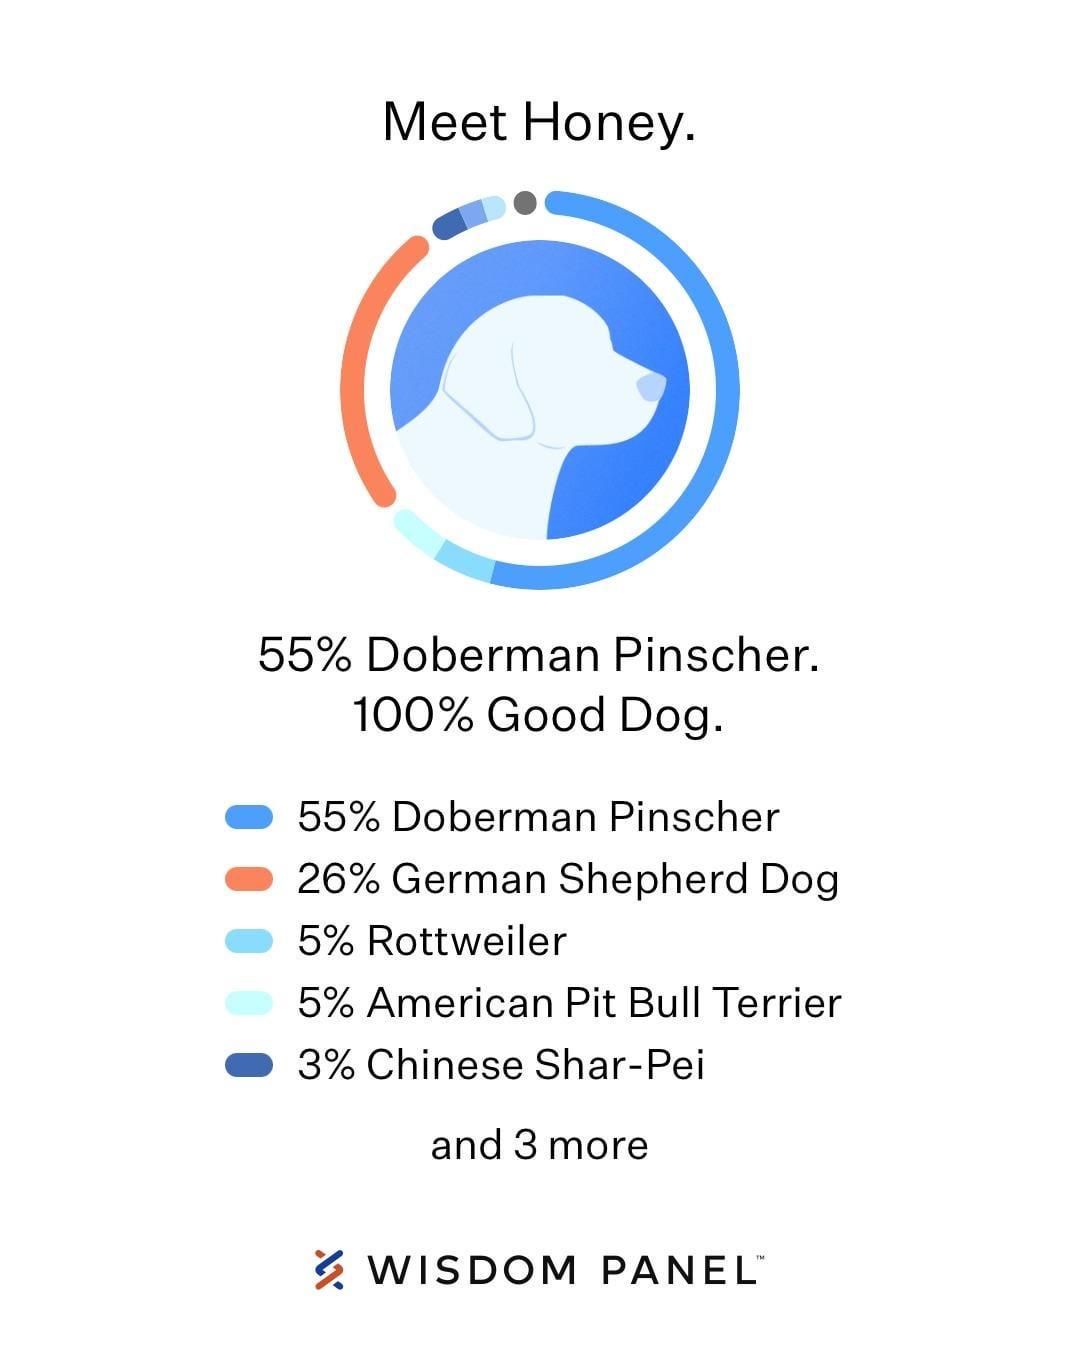 Meet Honey.
55% Doberman Pinscher.
100% Good Dog.
55% Doberman Pinscher
26% German Shepherd Dog
5% Rottweiler
5% American Pit Bull Terrier
3% Chinese Shar-Pei
and 3 more
WISDOM PANEL™